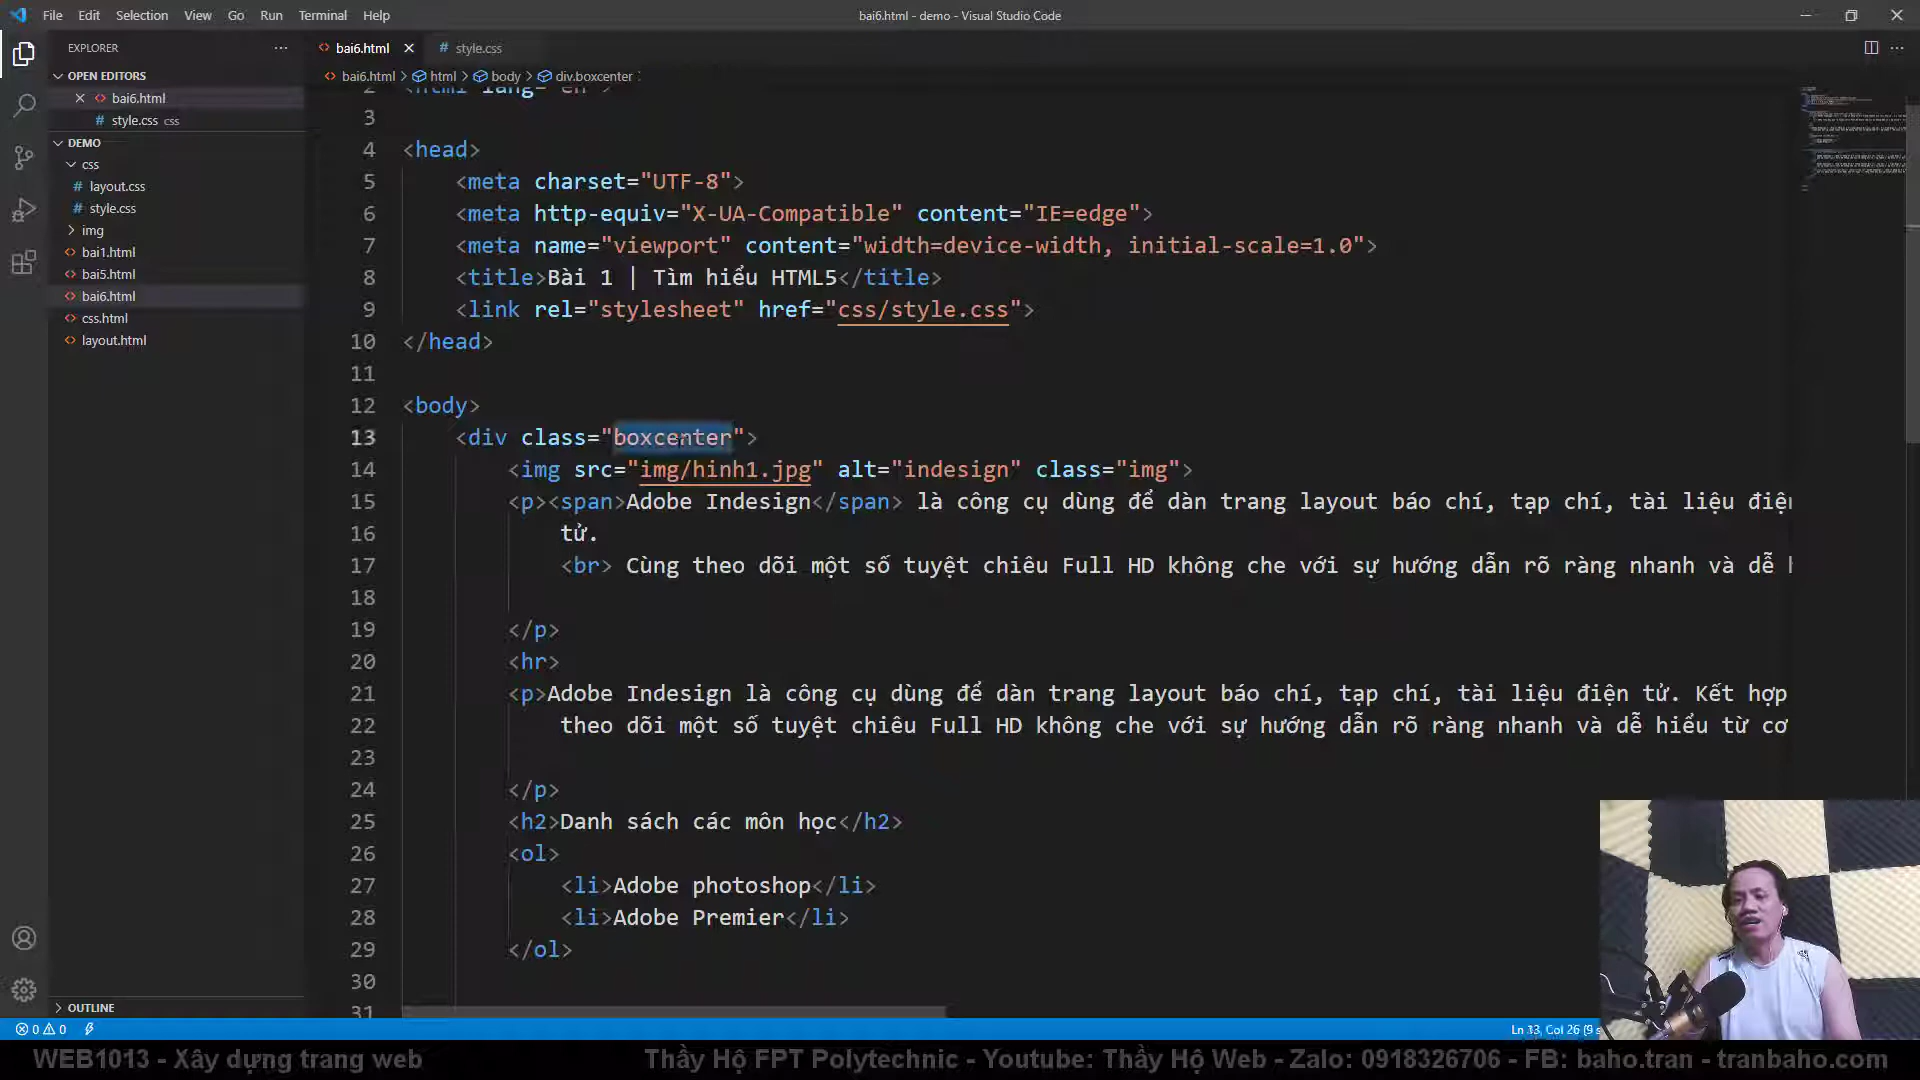 File Edit Selection View Go Run Terminal Help
bai6.html - demo - Visual Studio Code
EXPLORER
bai6.html
style.css
OPEN EDITORS
bai6.html
style.css css
DEMO
css
layout.css
style.css
img
bai1.html
bai5.html
bai6.html
css.html
layout.html
OUTLINE
bai6.html > html > body > div.boxcenter
2 <html lang="en">
3
4 <head>
5 <meta charset="UTF-8">
6 <meta http-equiv="X-UA-Compatible" content="IE=edge">
7 <meta name="viewport" content="width=device-width, initial-scale=1.0">
8 <title>Bài 1 | Tìm hiểu HTML5</title>
9 <link rel="stylesheet" href="css/style.css">
10 </head>
11
12 <body>
13 <div class="boxcenter">
14 <img src="img/hinh1.jpg" alt="indesign" class="img">
15 <p><span>Adobe Indesign</span> là công cụ dùng để dàn trang layout báo chí, tạp chí, tài liệu điện
16 tử.
17 <br> Cùng theo dõi một số tuyệt chiêu Full HD không che với sự hướng dẫn rõ ràng nhanh và dễ
18
19 </p>
20 <hr>
21 <p>Adobe Indesign là công cụ dùng để dàn trang layout báo chí, tạp chí, tài liệu điện tử. Kết hợp
22 theo dõi một số tuyệt chiêu Full HD không che với sự hướng dẫn rõ ràng nhanh và dễ hiểu từ cơ
23
24 </p>
25 <h2>Danh sách các môn học</h2>
26 <ol>
27 <li>Adobe photoshop</li>
28 <li>Adobe Premier</li>
29 </ol>
30
31
0 0
Ln 13, Col 26 (9
WEB1013 - Xây dựng trang web
Thầy Hộ FPT Polytechnic - Youtube: Thầy Hộ Web - Zalo: 0918326706 - FB: baho.tran - tranbaho.com